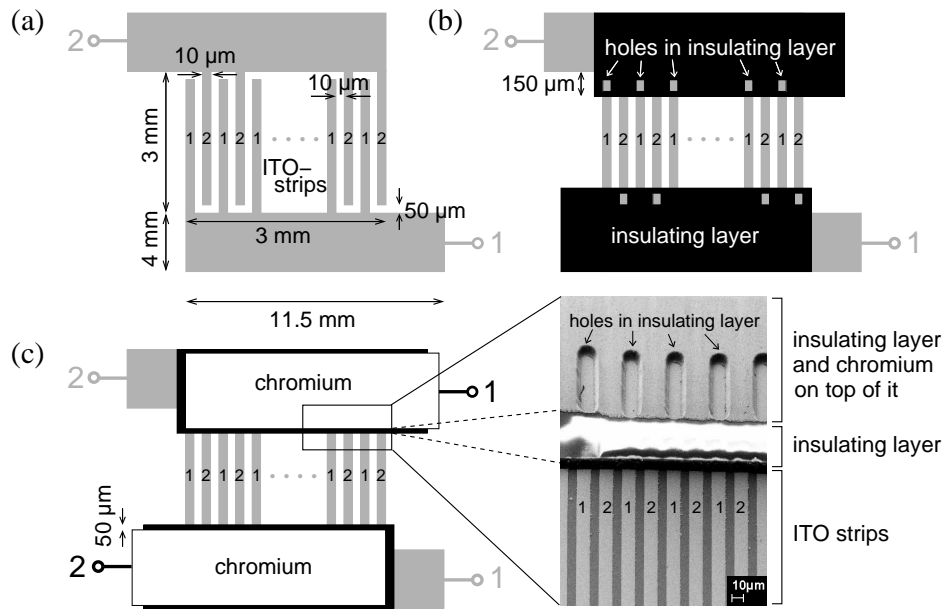 (a)
2
10 µm
10 µm
3 mm
1 2 1 2 1 1 2 1 2
ITO–
strips
50 µm
3 mm
4 mm
1
11.5 mm
(b)
2
holes in insulating layer
150 µm
1 2 1 2 1 1 2 1 2
insulating layer
1
(c)
2
chromium
1
1 2 1 2 1 1 2 1 2
50 µm
2
chromium
1
holes in insulating layer
insulating layer
and chromium
on top of it
insulating layer
1 2 1 2 1 2 1 2
ITO strips
10µm